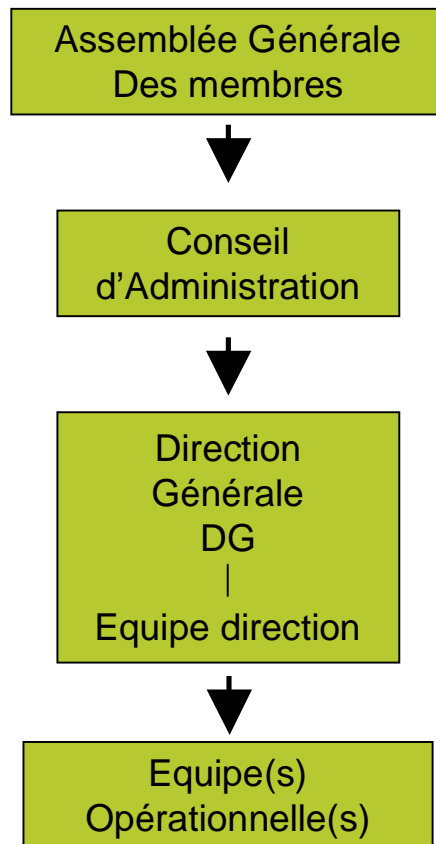 Assemblée Générale
Des membres
Conseil
d'Administration
Direction
Générale
DG
Equipe direction
Equipe(s)
Opérationnelle(s)